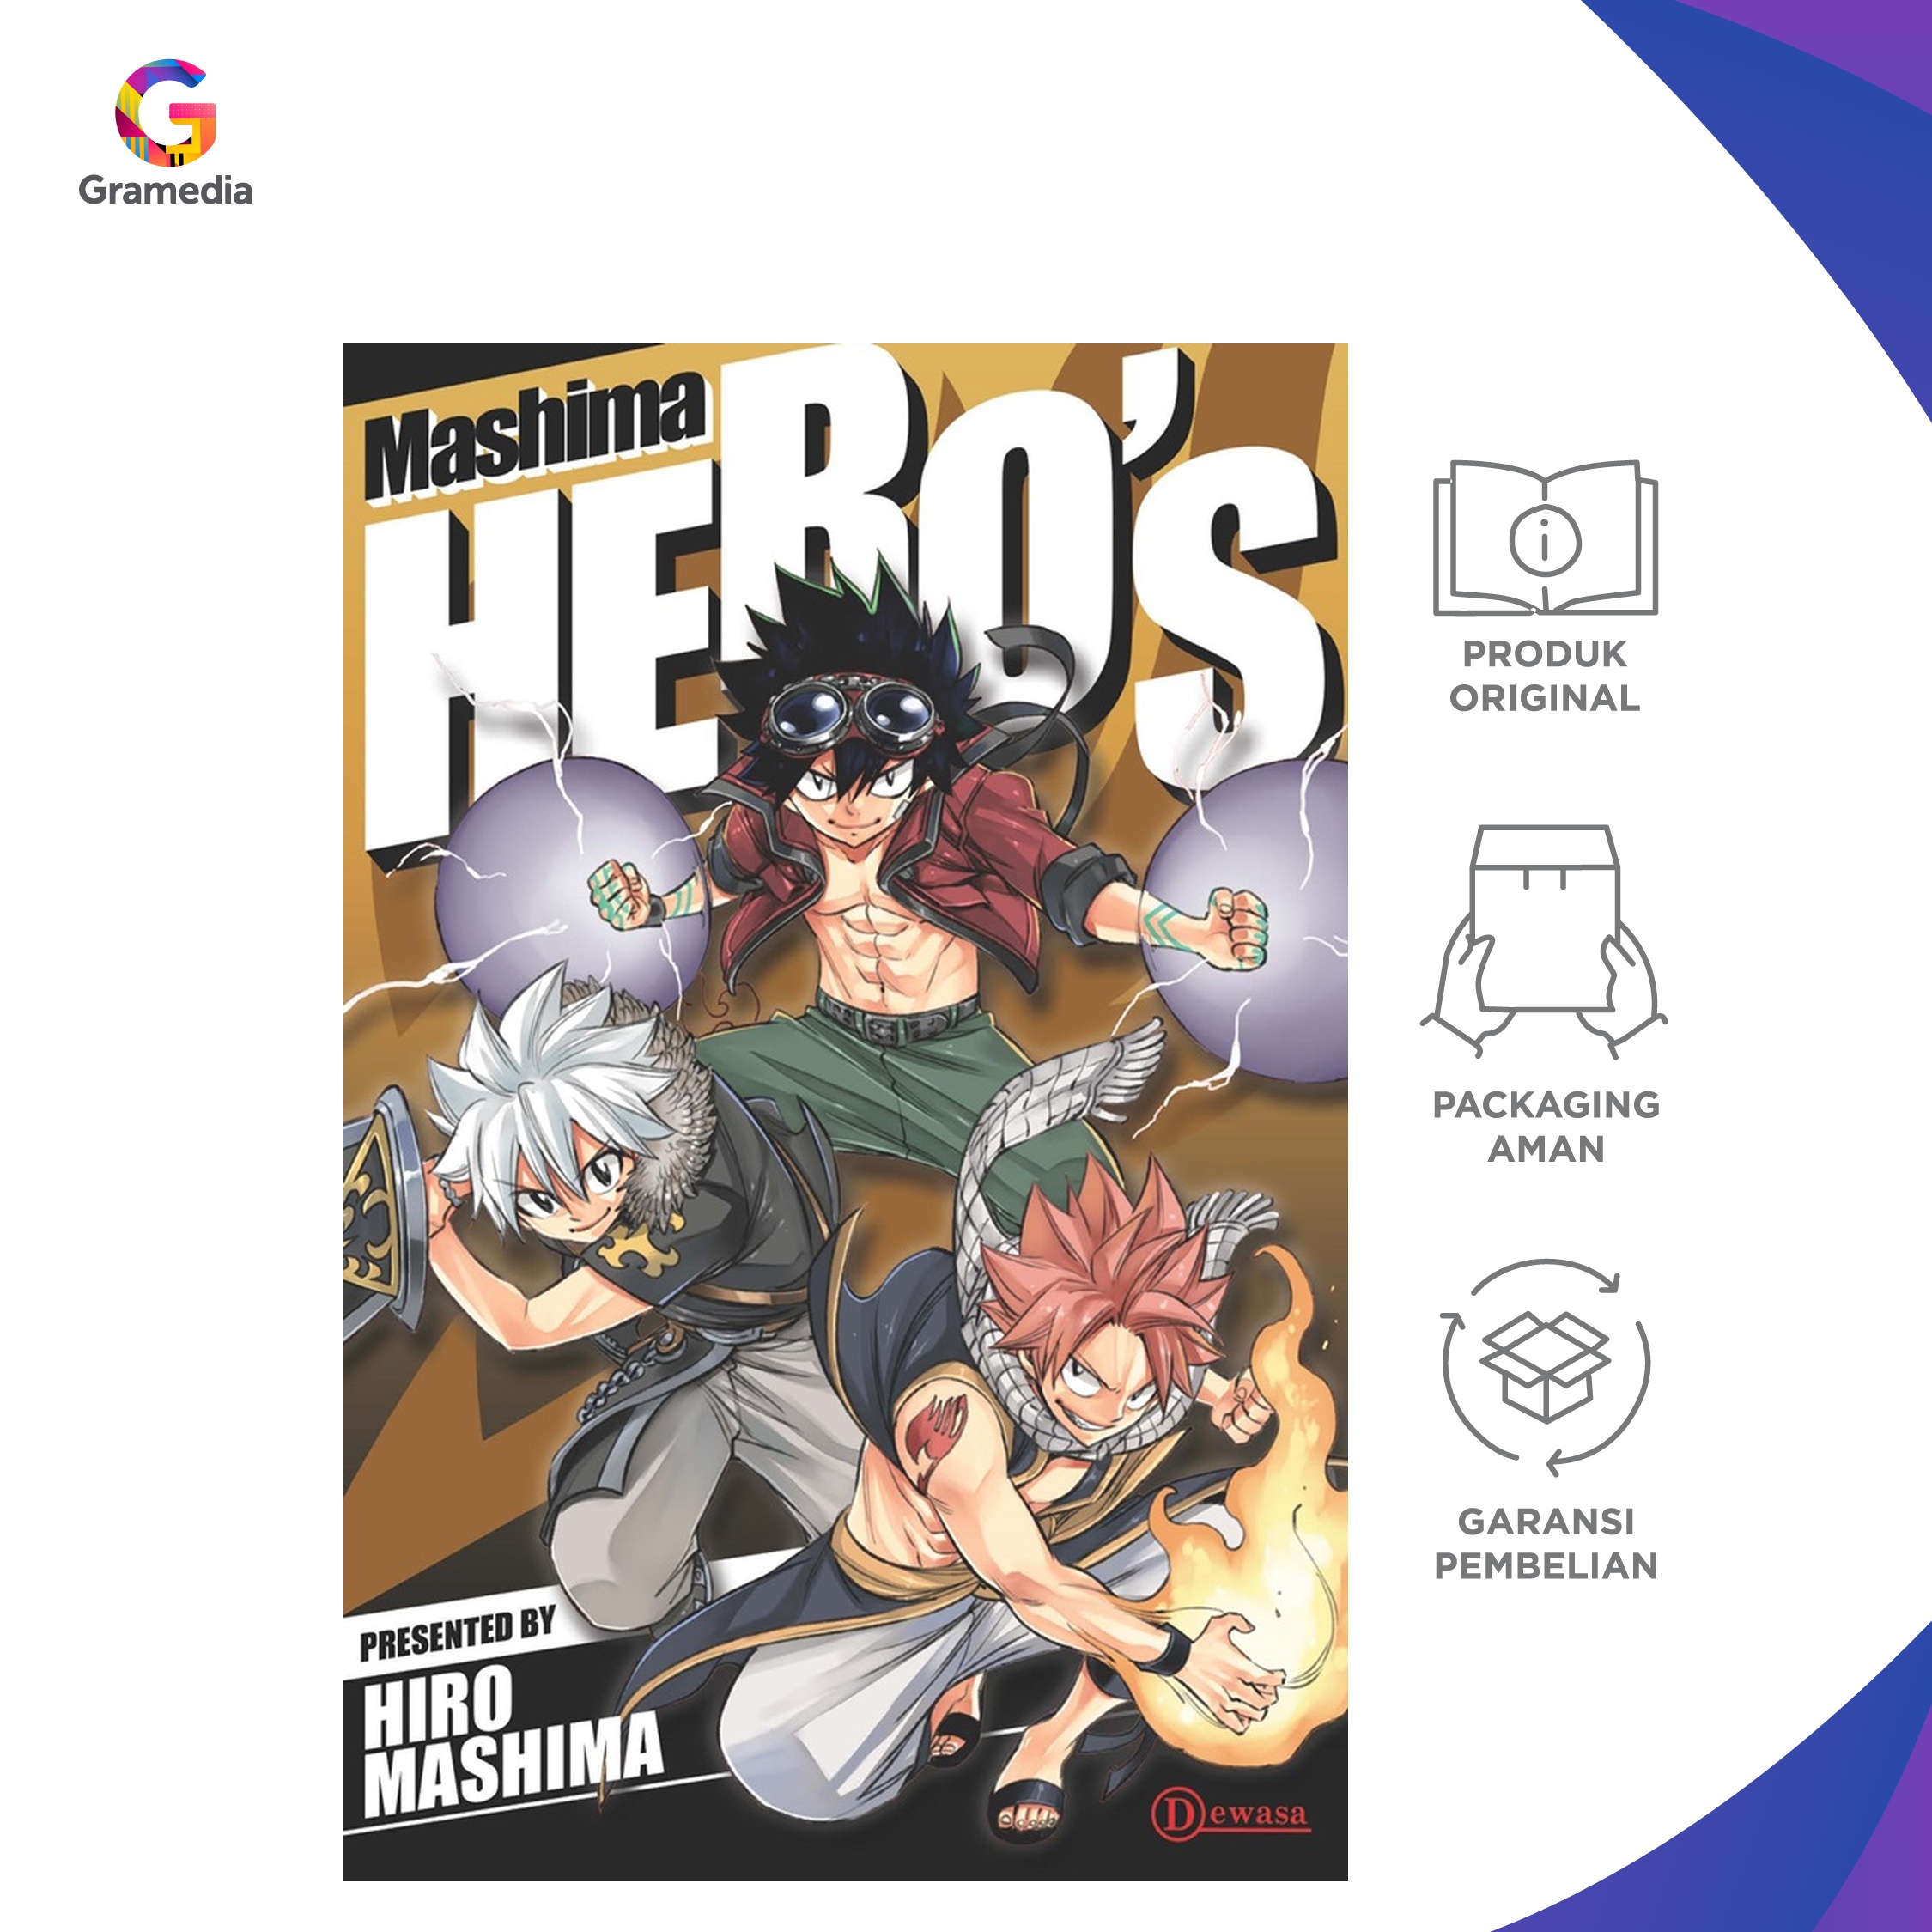 Gramedia
Mashima
HERO'S
PRESENTED BY
HIRO
MASHIMA
Dewasa
PRODUK
ORIGINAL
PACKAGING
AMAN
GARANSI
PEMBELIAN